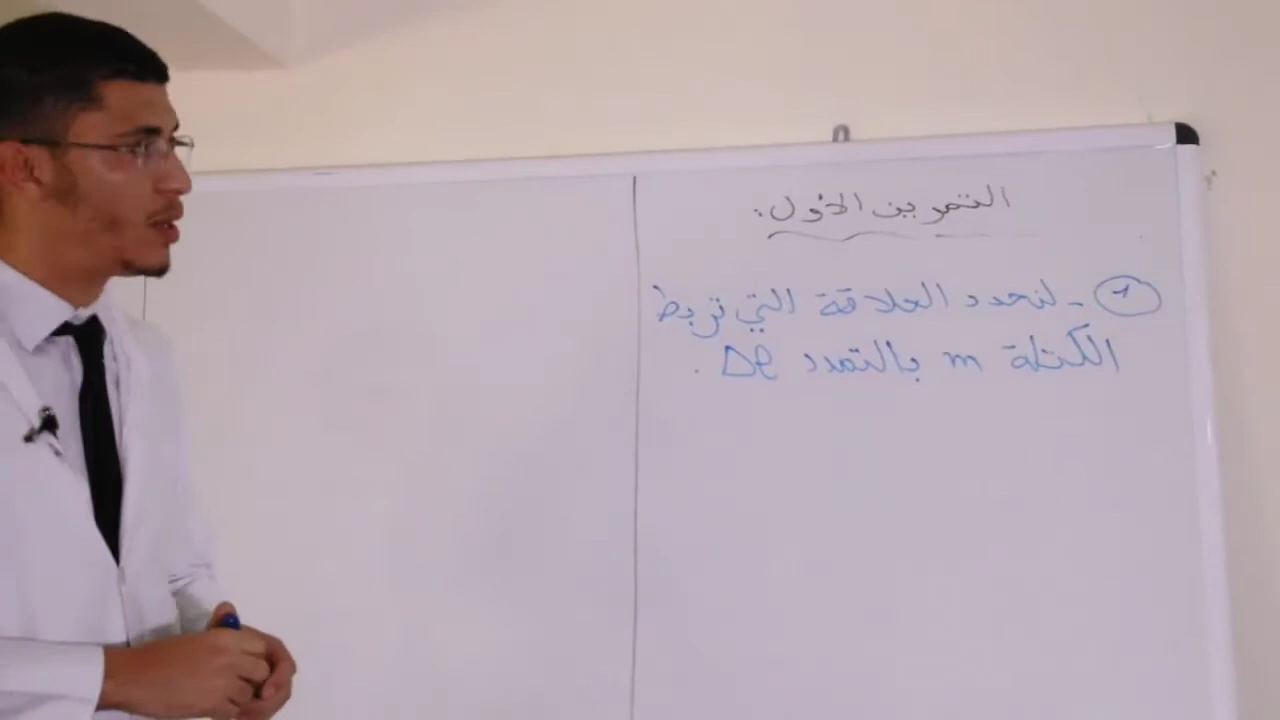 التمرين الأول:
1 - لنحدد العلاقة التي تربط
الكتلة m بالتمدد Δl .